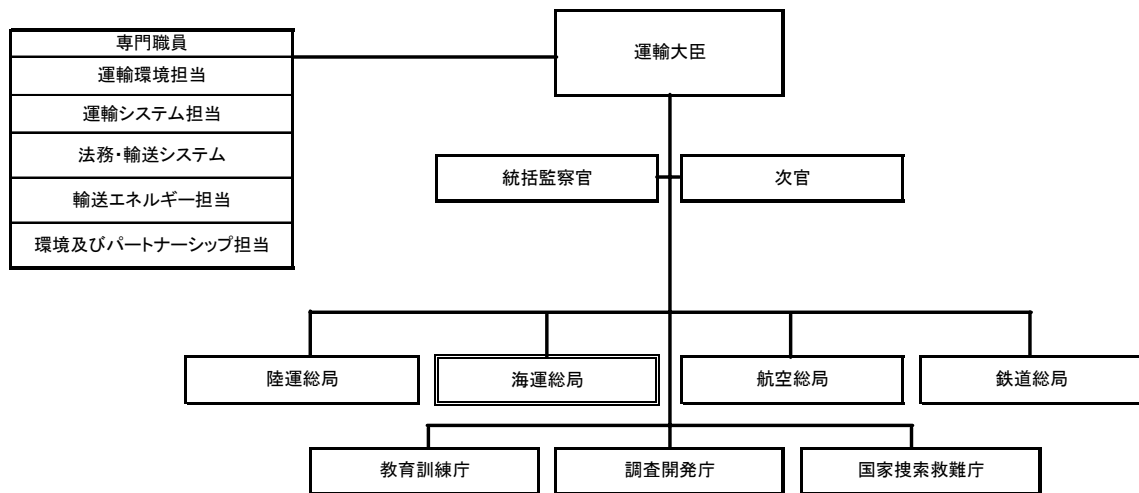 専門職員
運輸環境担当
運輸システム担当
法務・輸送システム
輸送エネルギー担当
環境及びパートナーシップ担当
運輸大臣
統括監察官
次官
陸運総局
海運総局
航空総局
鉄道総局
教育訓練庁
調査開発庁
国家捜索救難庁